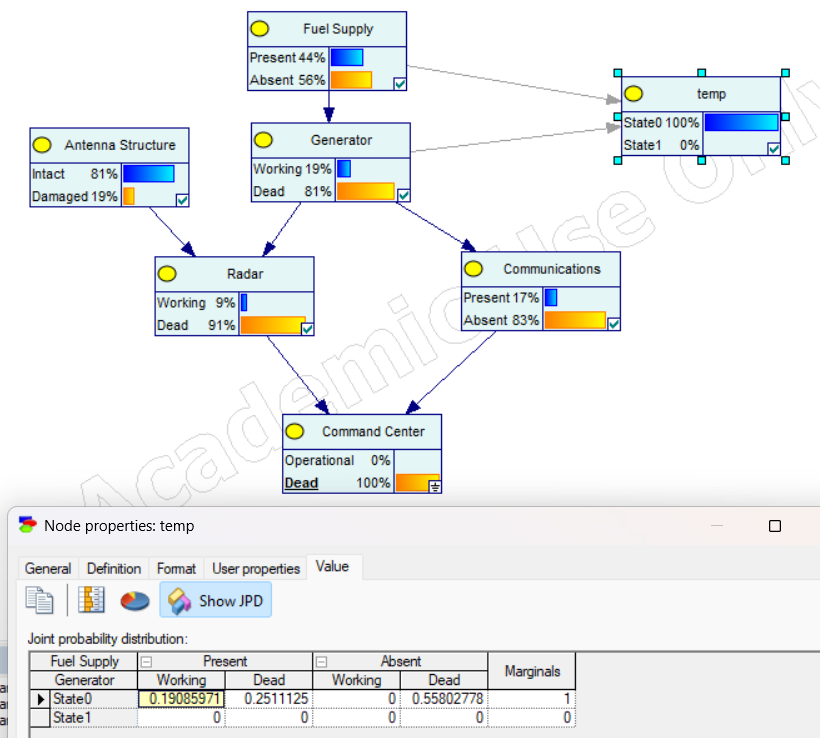 Fuel Supply
Present 44%
Absent 56%
temp
State0 100%
State1 0%
Antenna Structure
Intact 81%
Damaged 19%
Generator
Working 19%
Dead 81%
Radar
Working 9%
Dead 91%
Communications
Present 17%
Absent 83%
Command Center
Operational 0%
Dead 100%
Academic Use Only
Node properties: temp
General Definition Format User properties Value
Show JPD
Joint probability distribution:
Fuel Supply Present Absent Marginals
Generator Working Dead Working Dead
State0 0.19085971 0.2511125 0 0.55802778 1
State1 0 0 0 0 0